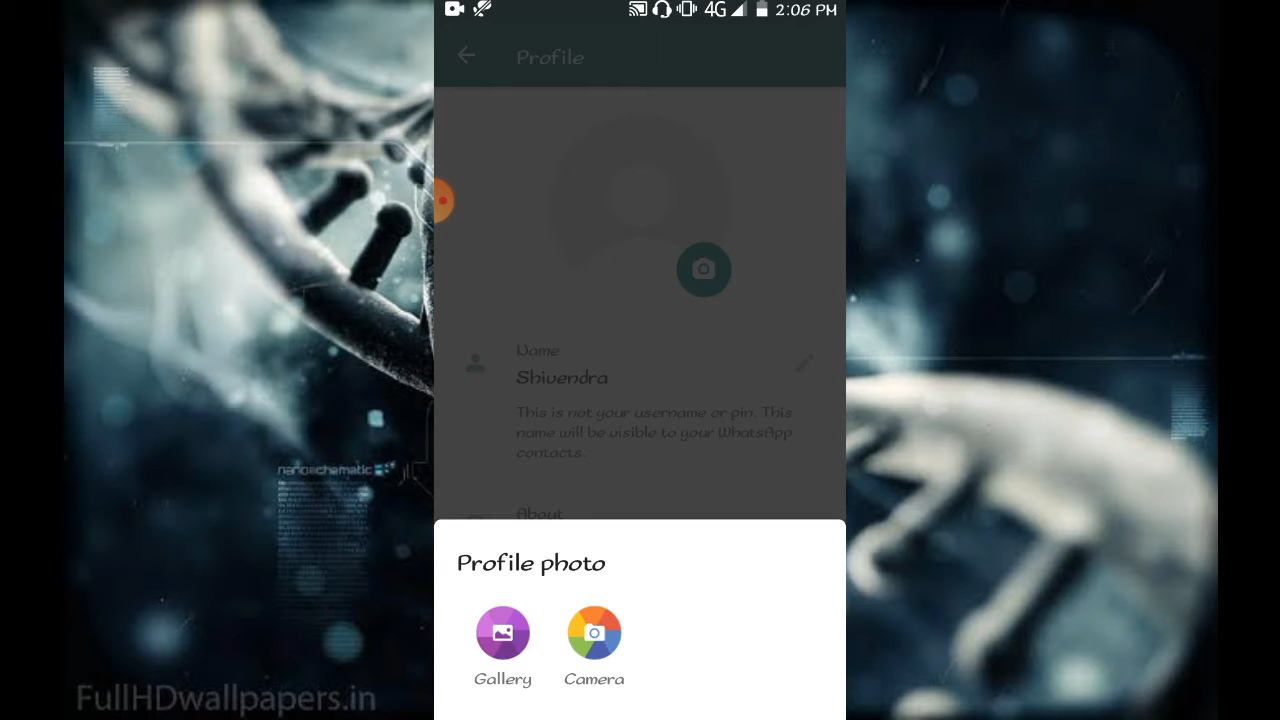 4G 2:06 PM
Profile
Name
Shivendra
This is not your username or pin. This
name will be visible to your WhatsApp
contacts.
About
Profile photo
Gallery
Camera
nanoschematic
FullHDwallpapers.in